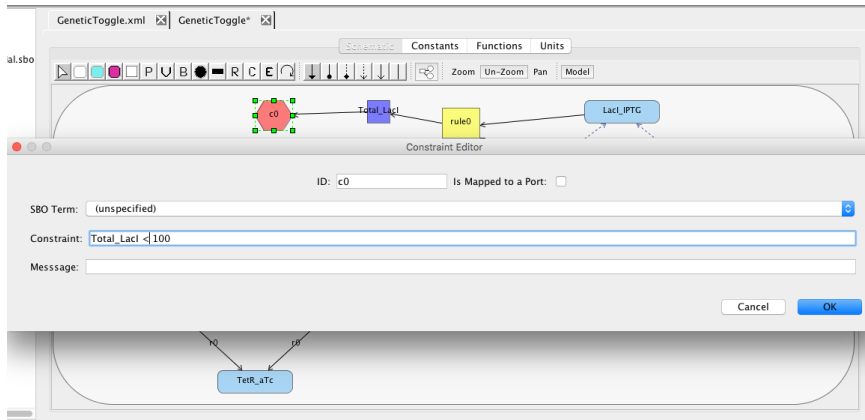 GeneticToggle.xml GeneticToggle*
Schematic Constants Functions Units
al.sbo
P U B R C E Zoom Un-Zoom Pan Model
c0 Total_LacI rule0 LacI_IPTG
Constraint Editor
ID: c0 Is Mapped to a Port:
SBO Term: (unspecified)
Constraint: Total_LacI < 100
Messsage:
Cancel OK
r0 r0
TetR_aTc